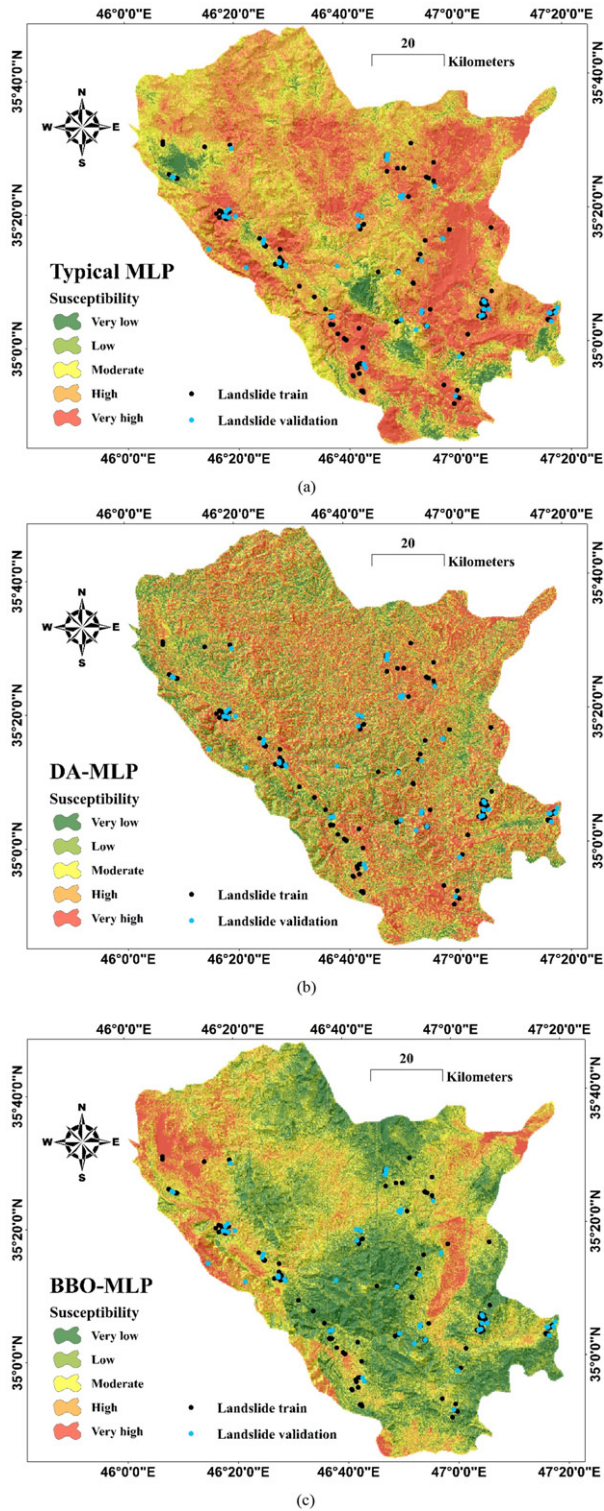 46°0'0"E 46°20'0"E 46°40'0"E 47°0'0"E 47°20'0"E
35°40'0"N 35°20'0"N 35°0'0"N
N
W E
S
20
Kilometers
Typical MLP
Susceptibility
Very low
Low
Moderate
High
Very high
Landslide train
Landslide validation
35°40'0"N 35°20'0"N 35°0'0"N
46°0'0"E 46°20'0"E 46°40'0"E 47°0'0"E 47°20'0"E
(a)
46°0'0"E 46°20'0"E 46°40'0"E 47°0'0"E 47°20'0"E
35°40'0"N 35°20'0"N 35°0'0"N
N
W E
S
20
Kilometers
DA-MLP
Susceptibility
Very low
Low
Moderate
High
Very high
Landslide train
Landslide validation
35°40'0"N 35°20'0"N 35°0'0"N
46°0'0"E 46°20'0"E 46°40'0"E 47°0'0"E 47°20'0"E
(b)
46°0'0"E 46°20'0"E 46°40'0"E 47°0'0"E 47°20'0"E
35°40'0"N 35°20'0"N 35°0'0"N
N
W E
S
20
Kilometers
BBO-MLP
Susceptibility
Very low
Low
Moderate
High
Very high
Landslide train
Landslide validation
35°40'0"N 35°20'0"N 35°0'0"N
46°0'0"E 46°20'0"E 46°40'0"E 47°0'0"E 47°20'0"E
(c)